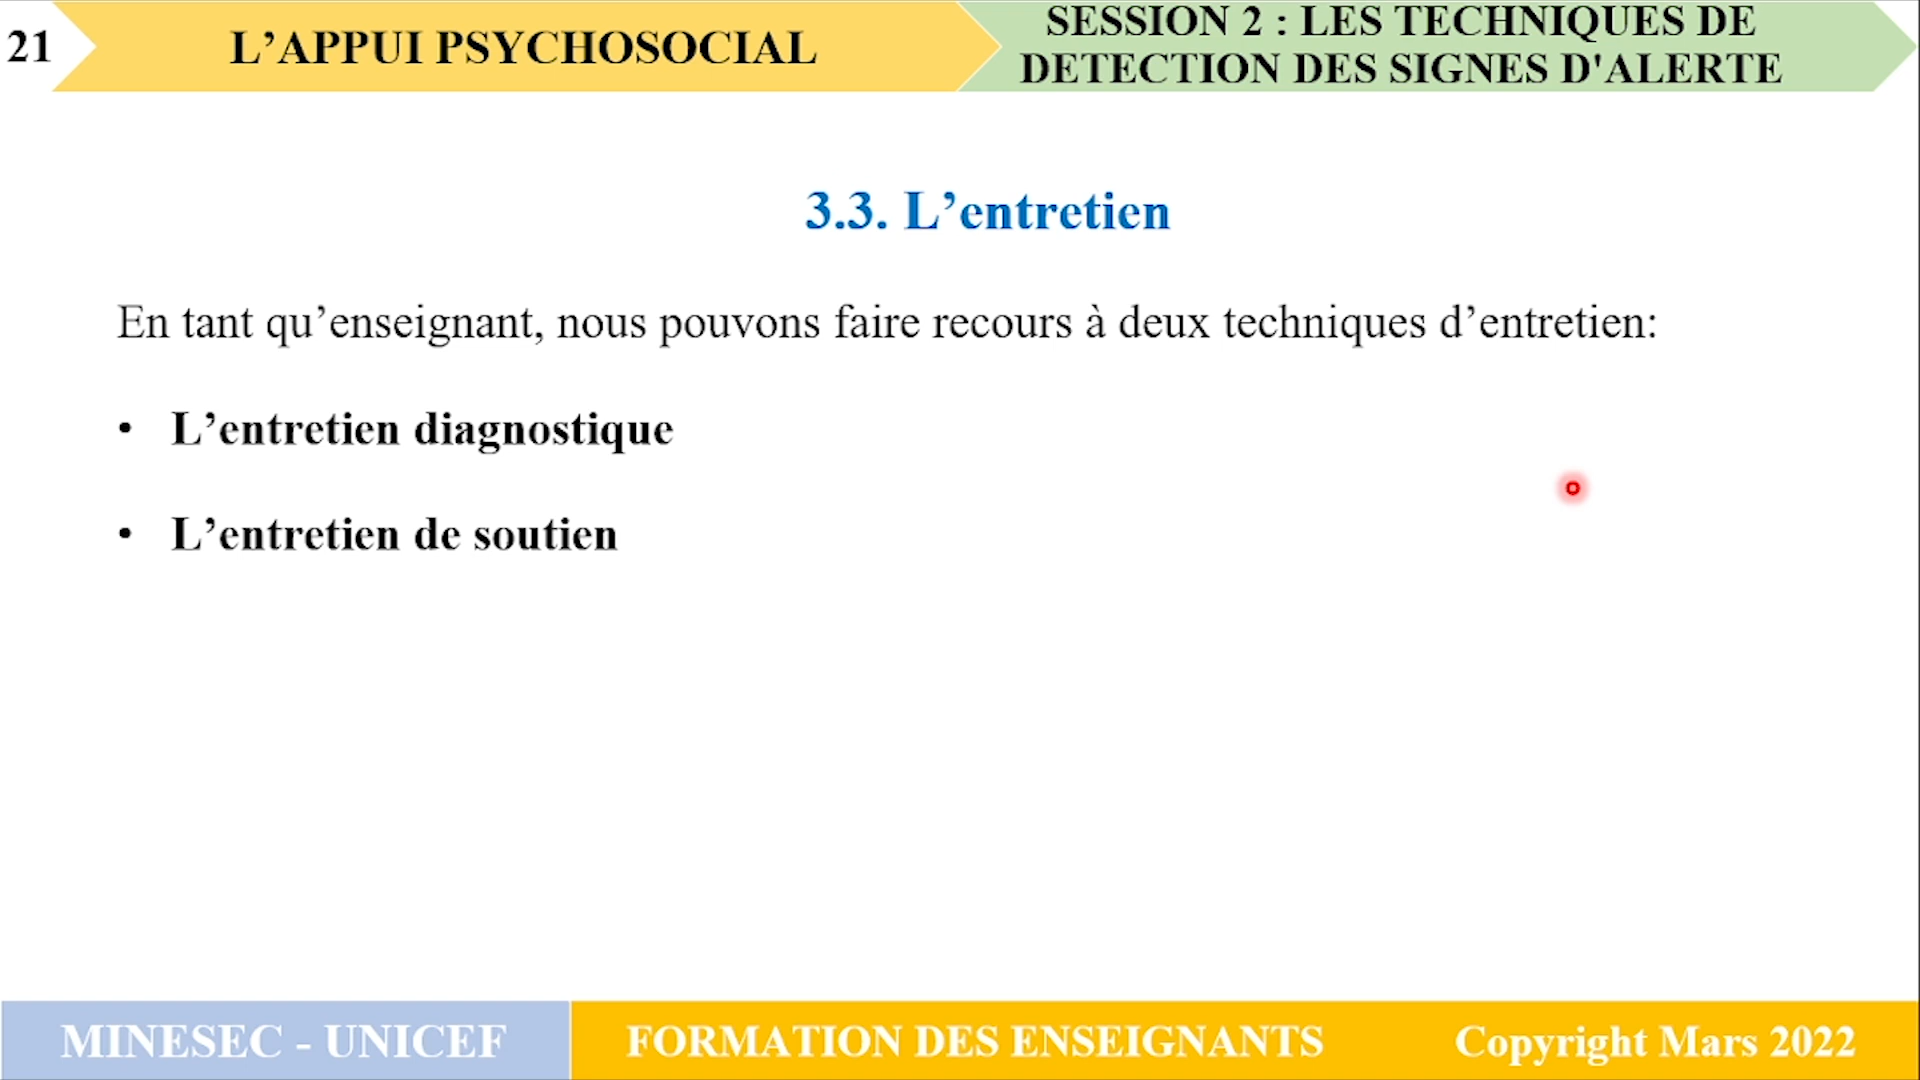 21
L’APPUI PSYCHOSOCIAL
SESSION 2 : LES TECHNIQUES DE
DETECTION DES SIGNES D'ALERTE
3.3. L’entretien
En tant qu’enseignant, nous pouvons faire recours à deux techniques d’entretien:
• L’entretien diagnostique
• L’entretien de soutien
MINESEC - UNICEF
FORMATION DES ENSEIGNANTS
Copyright Mars 2022